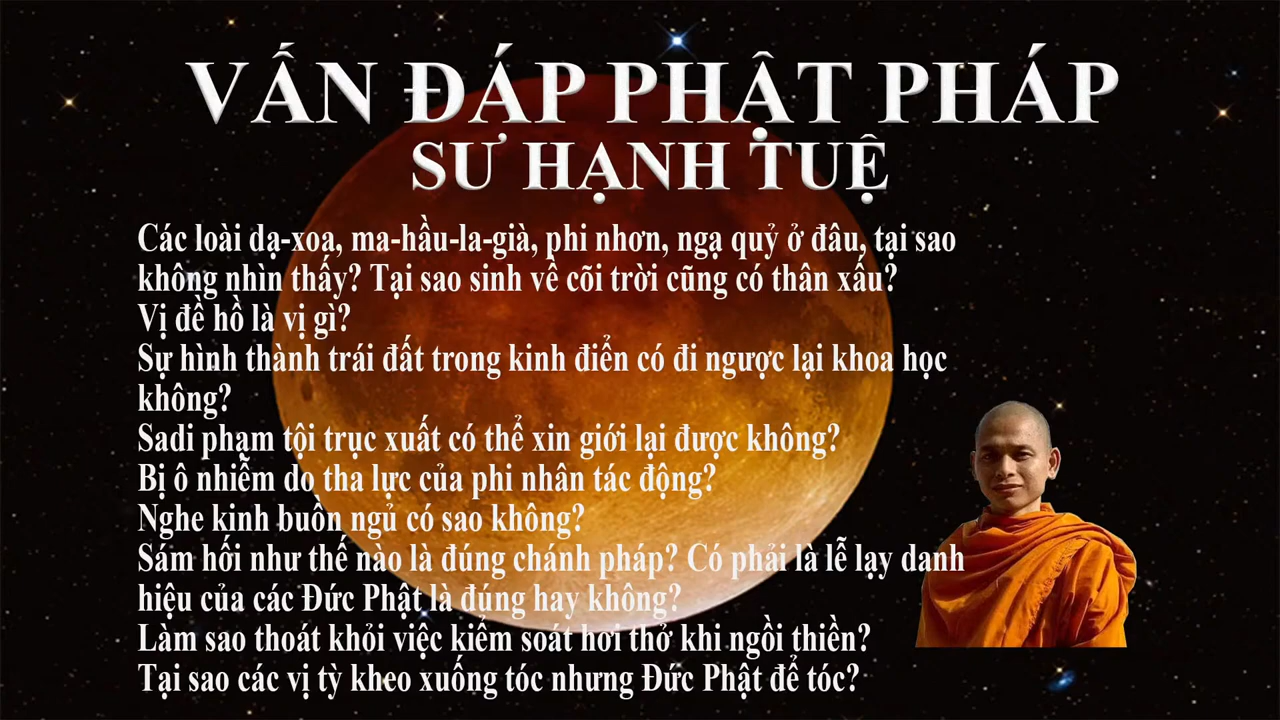 VẤN ĐÁP PHẬT PHÁP
SƯ HẠNH TUỆ
Các loài dạ-xoa, ma-hầu-la-già, phi nhơn, ngạ quỷ ở đâu, tại sao
không nhìn thấy? Tại sao sinh về cõi trời cũng có thân xấu?
Vị đề hồ là vị gì?
Sự hình thành trái đất trong kinh điển có đi ngược lại khoa học
không?
Sadi phạm tội trục xuất có thể xin giới lại được không?
Bị ô nhiễm do tha lực của phi nhân tác động?
Nghe kinh buồn ngủ có sao không?
Sám hối như thế nào là đúng chánh pháp? Có phải là lễ lạy danh
hiệu của các Đức Phật là đúng hay không?
Làm sao thoát khỏi việc kiểm soát hơi thở khi ngồi thiền?
Tại sao các vị tỳ kheo xuống tóc nhưng Đức Phật để tóc?